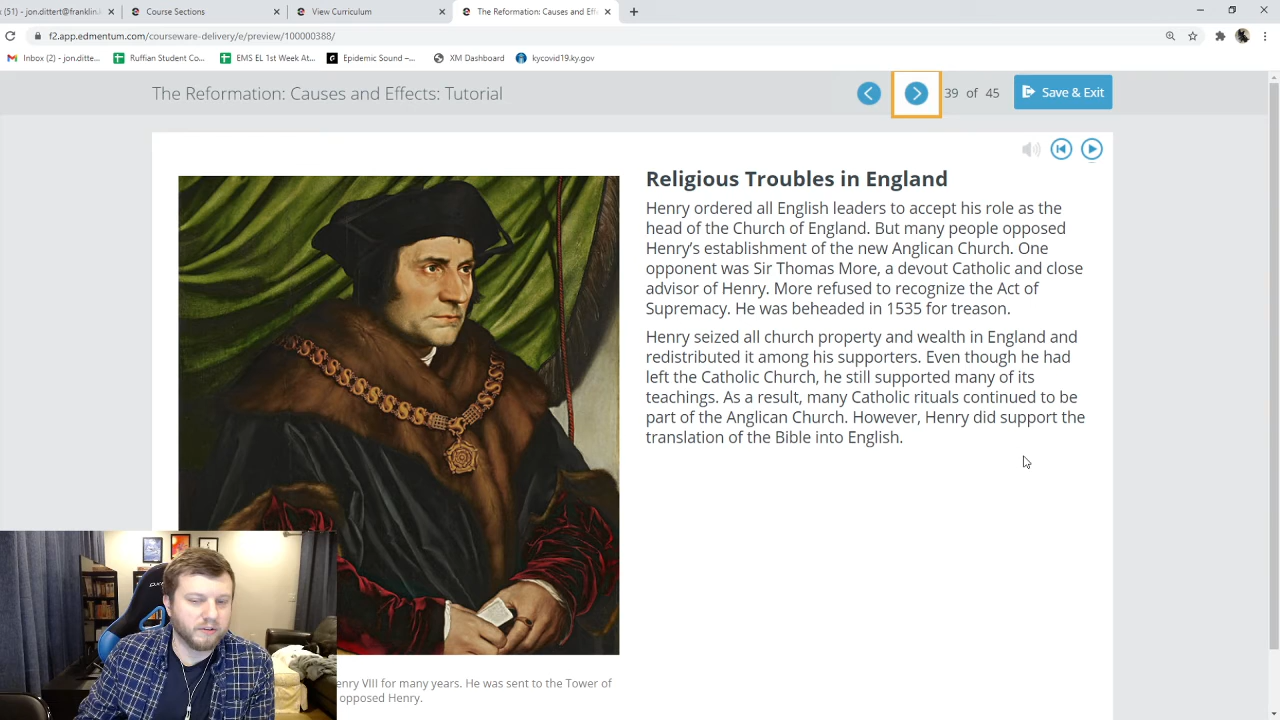 (51) - jon.dittert@franklin.
Course Sections
View Curriculum
The Reformation: Causes and Eff
f2.app.edmentum.com/courseware-delivery/e/preview/100000388/
Inbox (51) - jon.ditte...
Ruffian Student Co...
EMS EL 1st Week At...
Epidemic Sound –...
XM Dashboard
kycovid19.ky.gov
The Reformation: Causes and Effects: Tutorial
39 of 45
Save & Exit
Religious Troubles in England
Henry ordered all English leaders to accept his role as the
head of the Church of England. But many people opposed
Henry’s establishment of the new Anglican Church. One
opponent was Sir Thomas More, a devout Catholic and close
advisor of Henry. More refused to recognize the Act of
Supremacy. He was beheaded in 1535 for treason.
Henry seized all church property and wealth in England and
redistributed it among his supporters. Even though he had
left the Catholic Church, he still supported many of its
teachings. As a result, many Catholic rituals continued to be
part of the Anglican Church. However, Henry did support the
translation of the Bible into English.
enry VIII for many years. He was sent to the Tower of
opposed Henry.